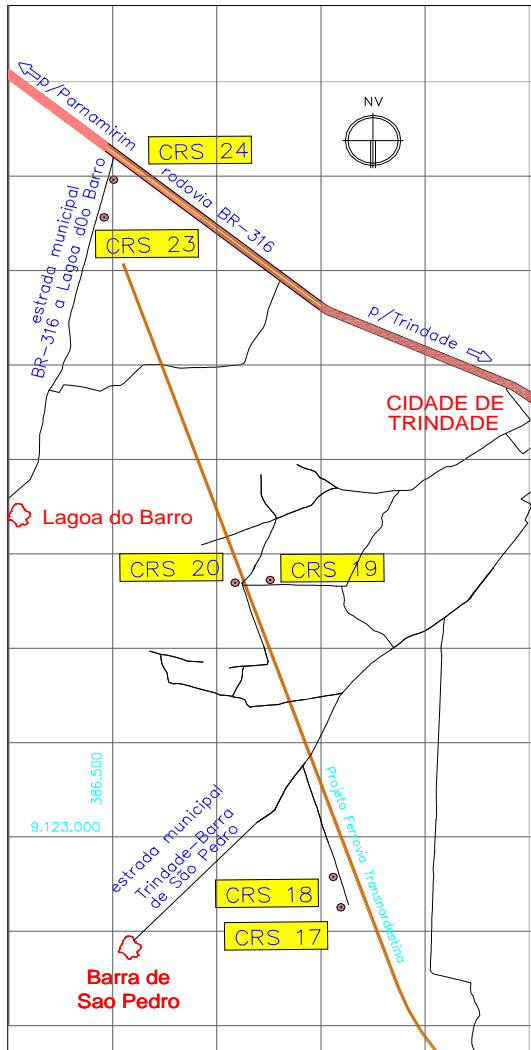 p/Parnamirim
NV
CRS 24
rodovia BR-316
estrada municipal
BR-316 a Lagoa dOo Barro
CRS 23
p/Trindade
CIDADE DE
TRINDADE
Lagoa do Barro
CRS 20
CRS 19
386.500
9.123.000
Projeto Ferrovia Transnordestina
estrada municipal
Trindade-Barra
de São Pedro
CRS 18
CRS 17
Barra de
Sao Pedro